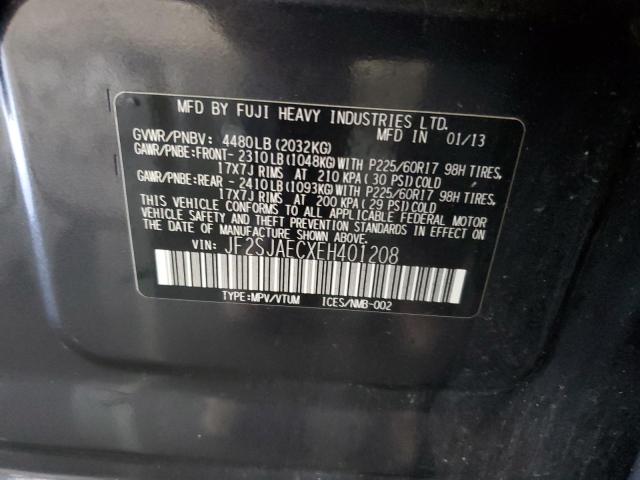 MFD BY FUJI HEAVY INDUSTRIES LTD.
MFD IN 01/13
GVWR/PNBV: 4480LB (2032KG)
GAWR/PNBE:FRONT- 2310LB(1048KG)WITH P225/60R17 98H TIRES,
17X7J RIMS AT 210 KPA ( 30 PSI) COLD
GAWR/PNBE:REAR - 2410LB(1093KG)WITH P225/60R17 98H TIRES,
17X7J RIMS AT 200 KPA ( 29 PSI) COLD
THIS VEHICLE CONFORMS TO ALL APPLICABLE FEDERAL MOTOR
VEHICLE SAFETY AND THEFT PREVENTION STANDARDS IN EFFECT ON
THE DATE OF MANUFACTURE SHOWN ABOVE.
VIN: JF2SJAECXEH401208
TYPE:MPV/VTUM ICES/NMB-002